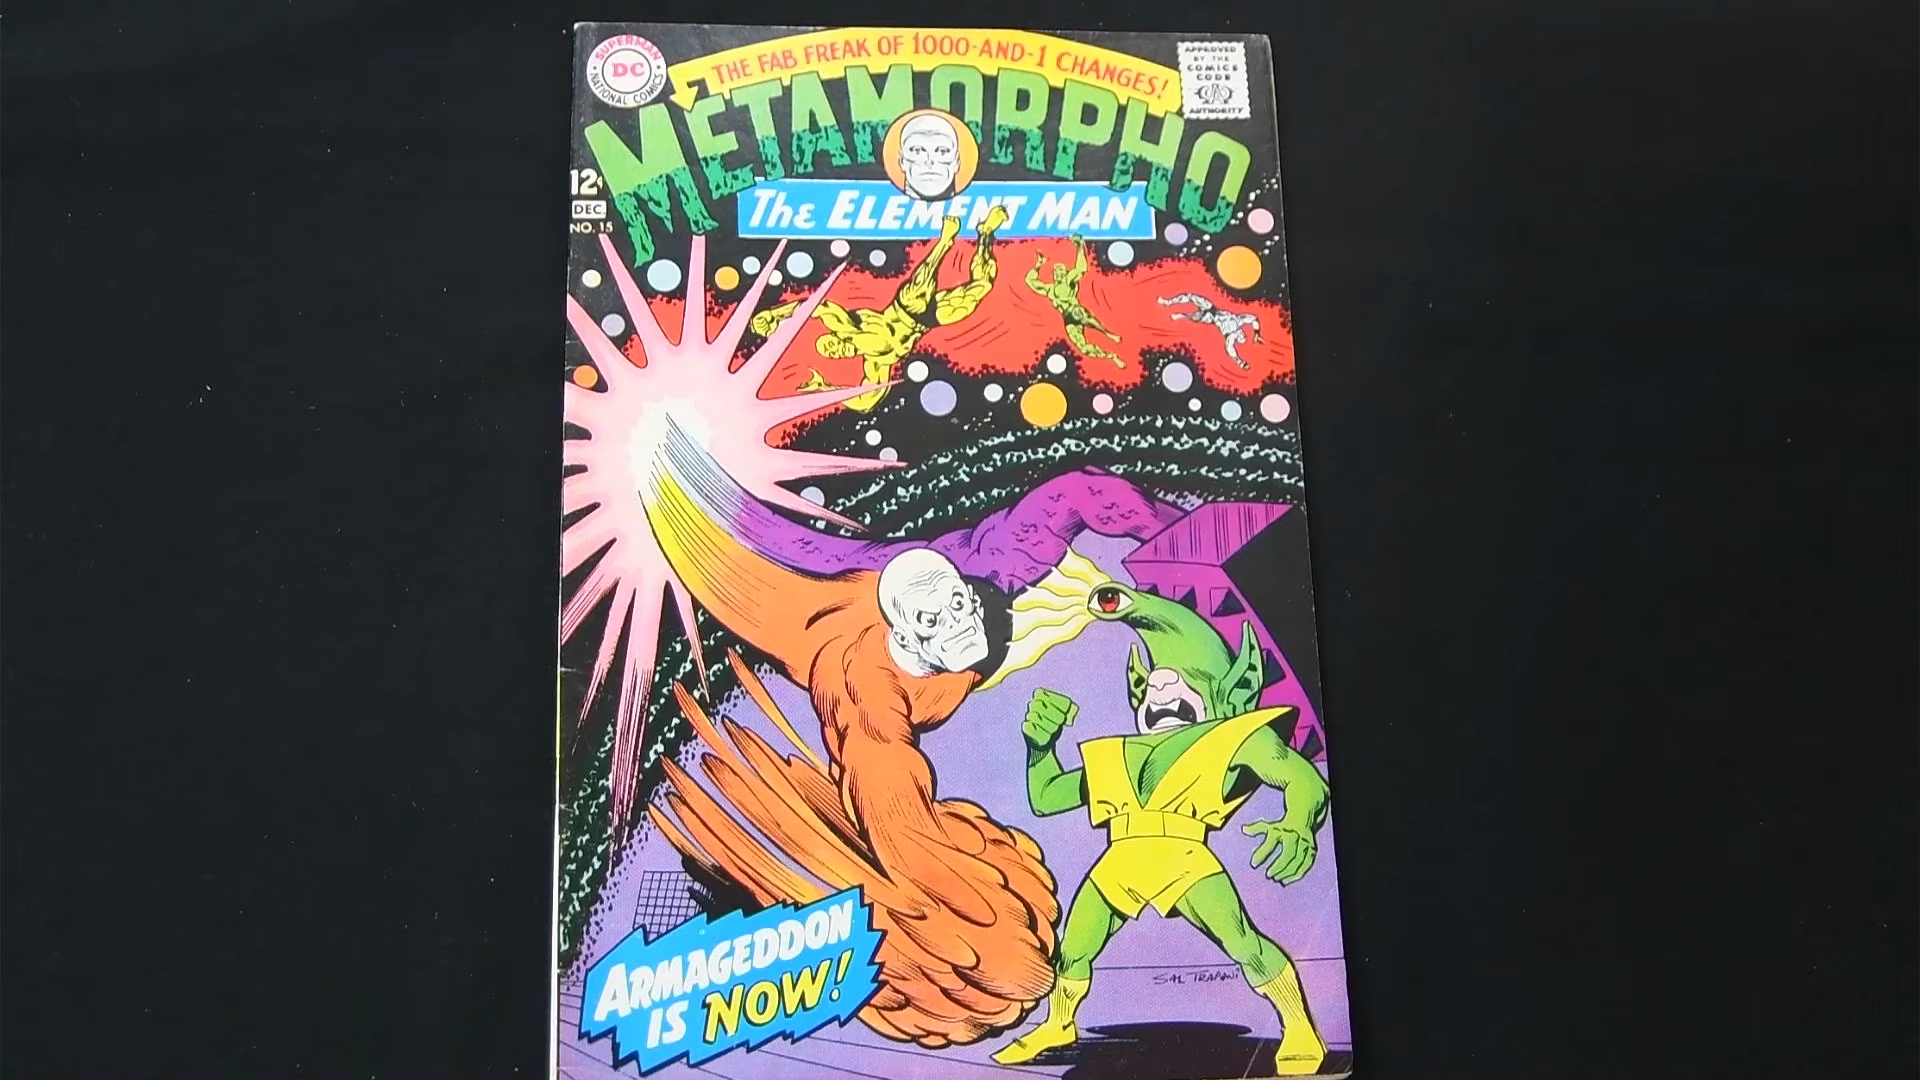 SUPERMAN
DC
NATIONAL COMICS
THE FAB FREAK OF 1000-AND-1 CHANGES!
APPROVED
BY THE
COMICS
CODE
CA
AUTHORITY
METAMORPHO
The ELEMENT MAN
12¢
DEC.
NO. 15
ARMAGEDDON
IS NOW!
SAL TRAPANI